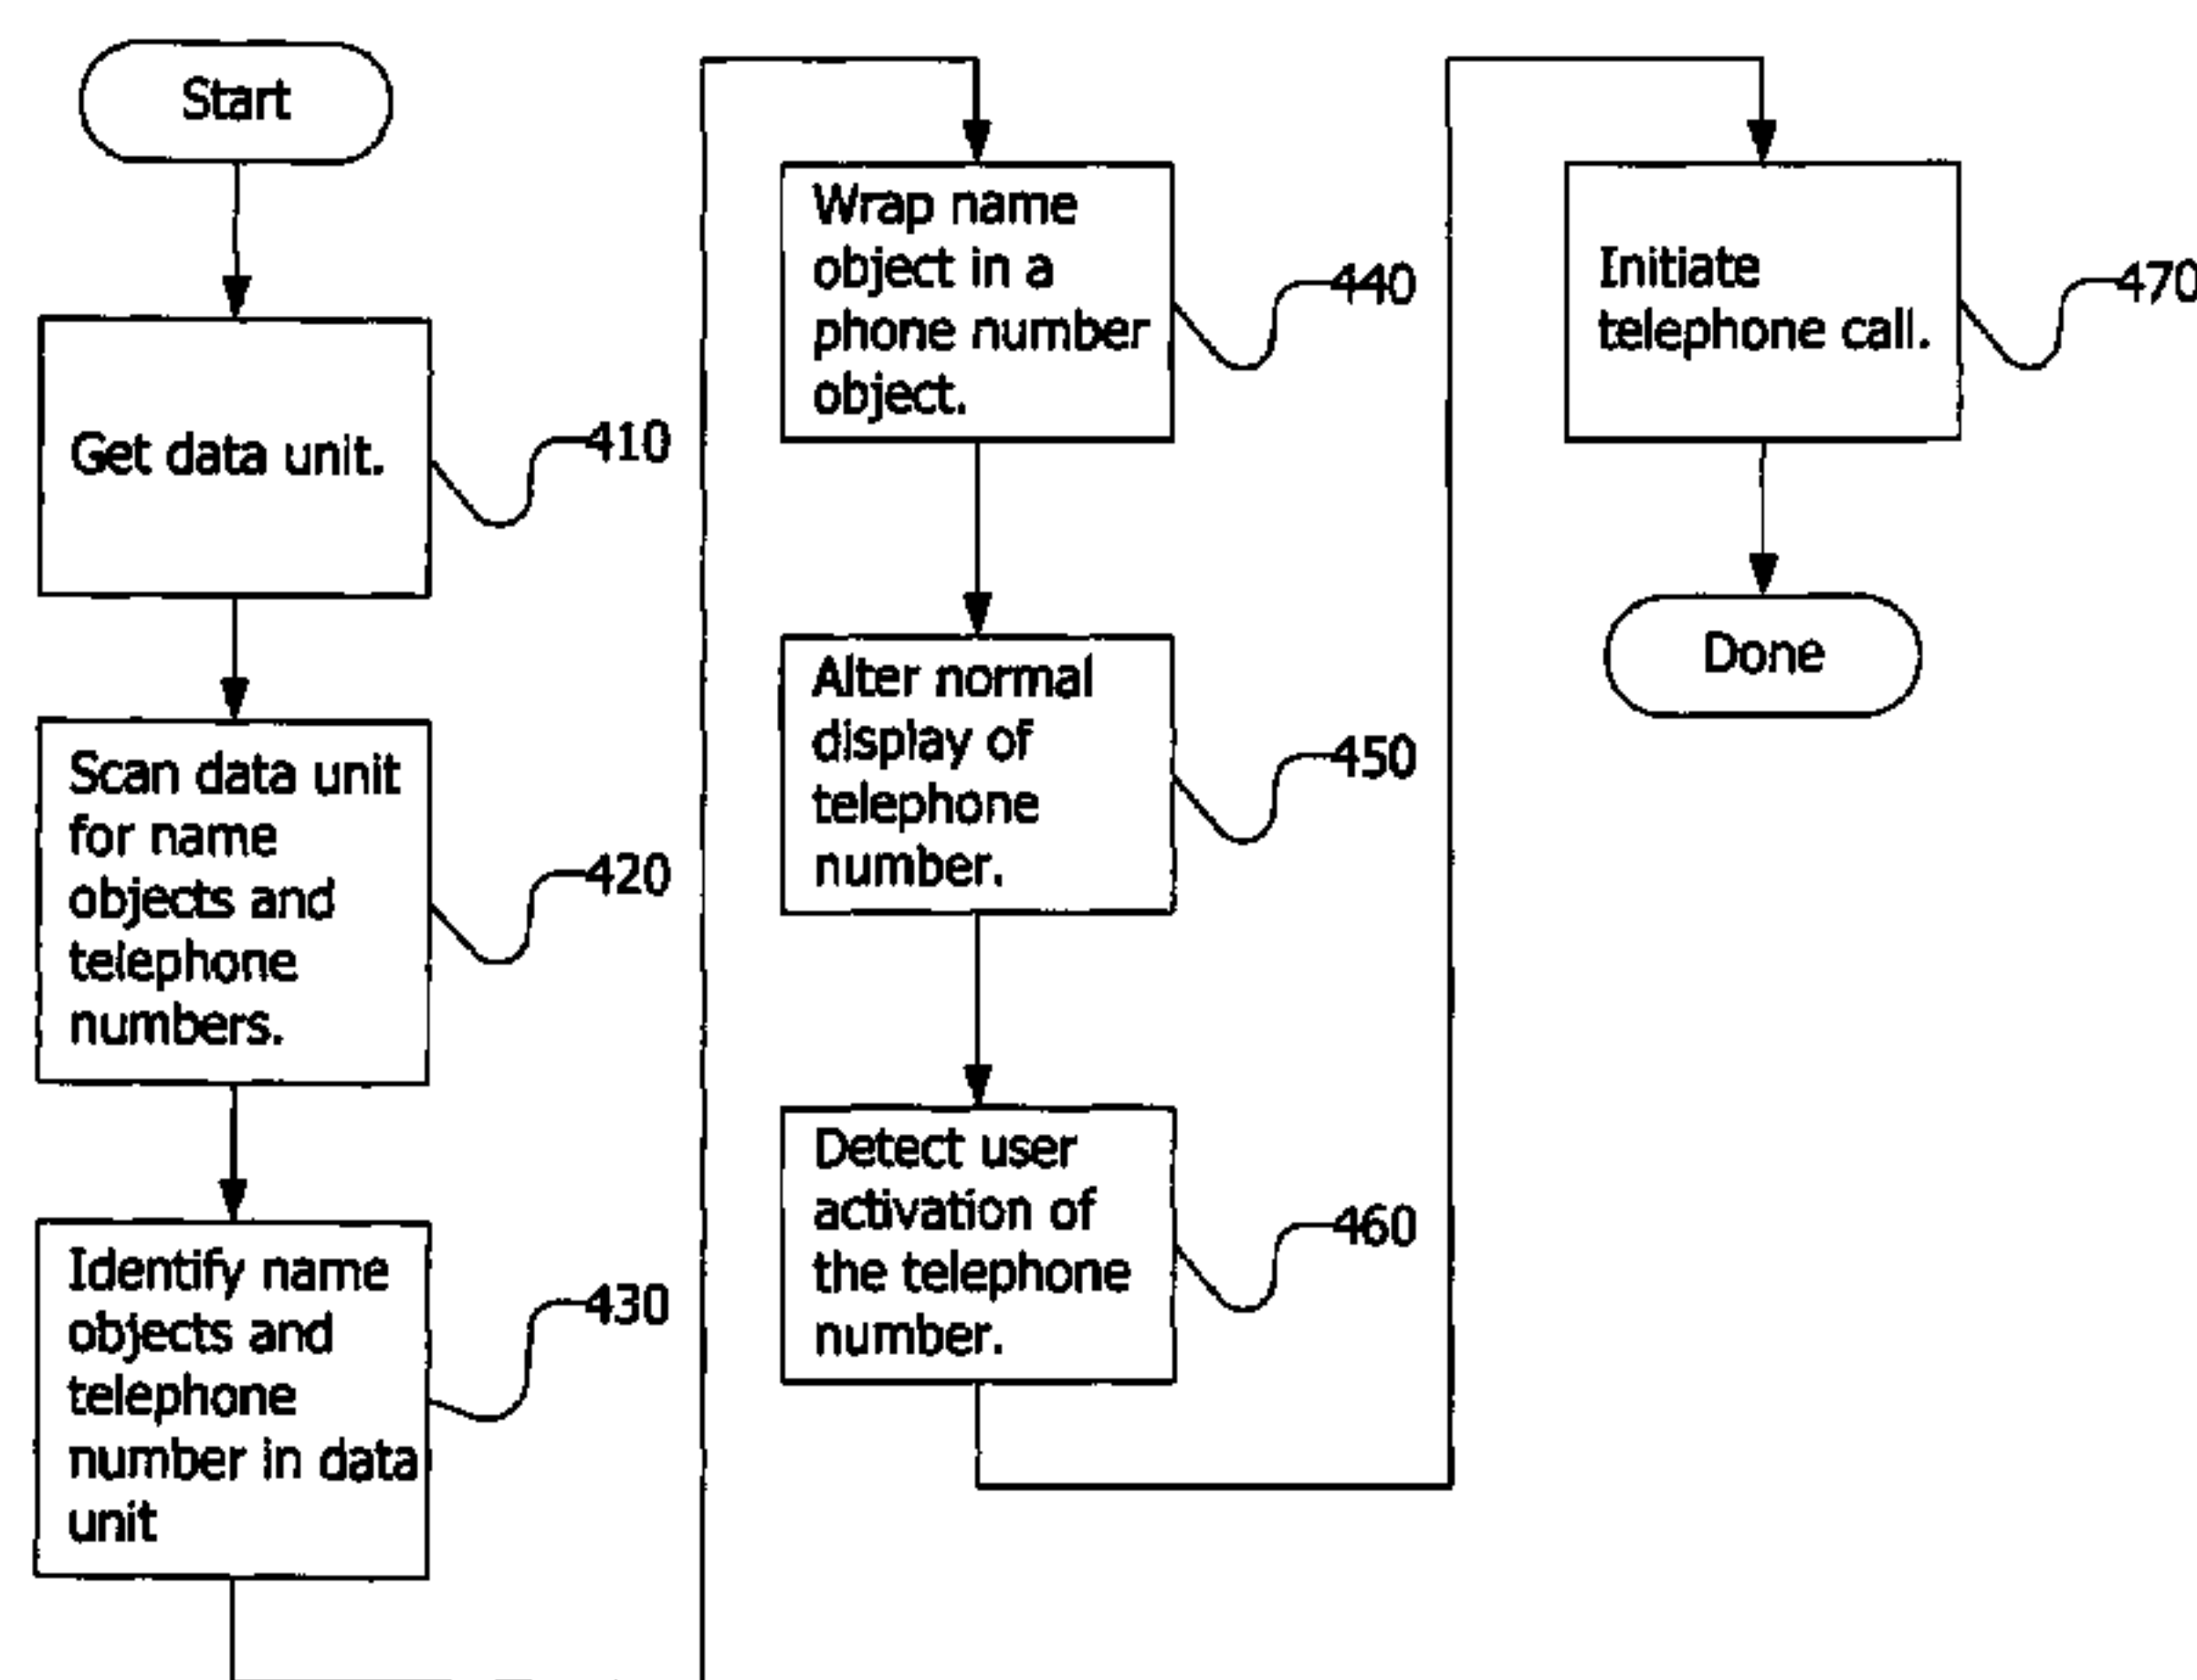 Start
Get data unit.
410
Scan data unit
for name
objects and
telephone
numbers.
420
Identify name
objects and
telephone
number in data
unit
430
Wrap name
object in a
phone number
object.
440
Alter normal
display of
telephone
number.
450
Detect user
activation of
the telephone
number.
460
Initiate
telephone call.
470
Done